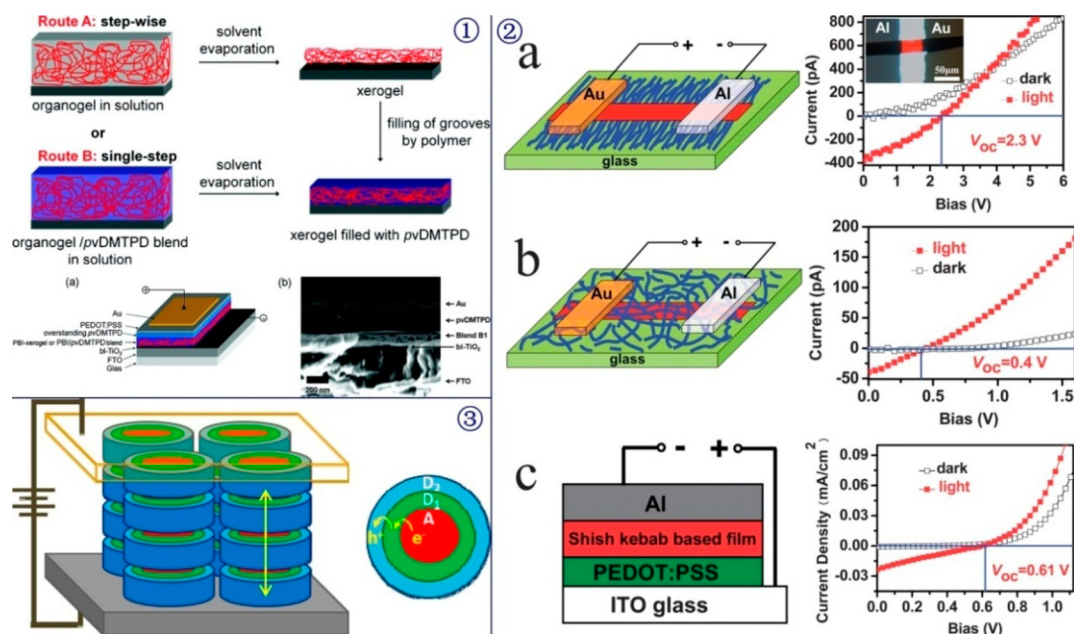 ①
Route A: step-wise
solvent
evaporation
organogel in solution
xerogel
or
filling of grooves
by polymer
Route B: single-step
solvent
evaporation
organogel /pvDMTPD blend
in solution
xerogel filled with pvDMTPD
(a)
Au
PEDOT:PSS
overstanding pvDMTPD
PBI-xerogel or PBI/pvDMTPD blend
bl-TiO₂
FTO
Glas
(b)
Au
pvDMTPD
Blend B1
bl-TiO₂
FTO
200 nm
②
a
+ -
Au
Al
glass
Current (pA)
800
600
400
200
0
-200
-400
Al
Au
50μm
dark
light
Voc=2.3 V
0 1 2 3 4 5 6
Bias (V)
b
+ -
Au
Al
glass
Current (pA)
200
150
100
50
0
-50
light
dark
Voc=0.4 V
0.0 0.5 1.0 1.5
Bias (V)
c
- +
Al
Shish kebab based film
PEDOT:PSS
ITO glass
Current Density (mA/cm²)
0.09
0.06
0.03
0.00
-0.03
dark
light
Voc=0.61 V
0.0 0.2 0.4 0.6 0.8 1.0
Bias (V)
③
D₂
D₁
A
h⁺
e⁻